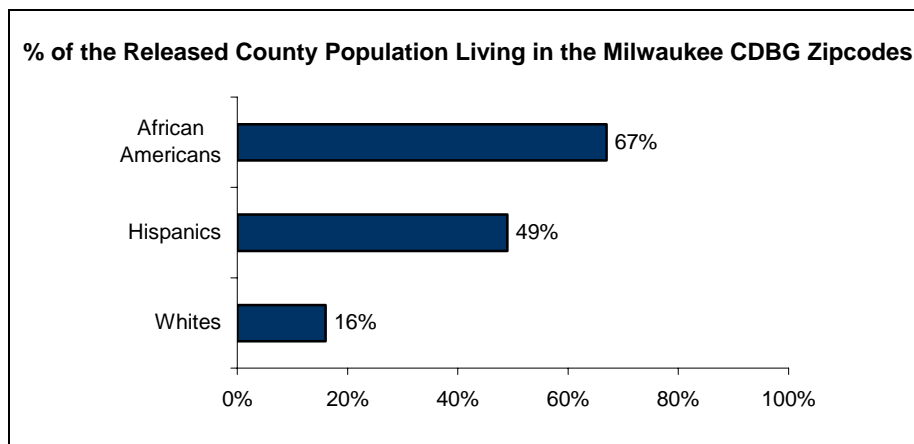 % of the Released County Population Living in the Milwaukee CDBG Zipcodes
African
Americans
67%
Hispanics
49%
Whites
16%
0%
20%
40%
60%
80%
100%